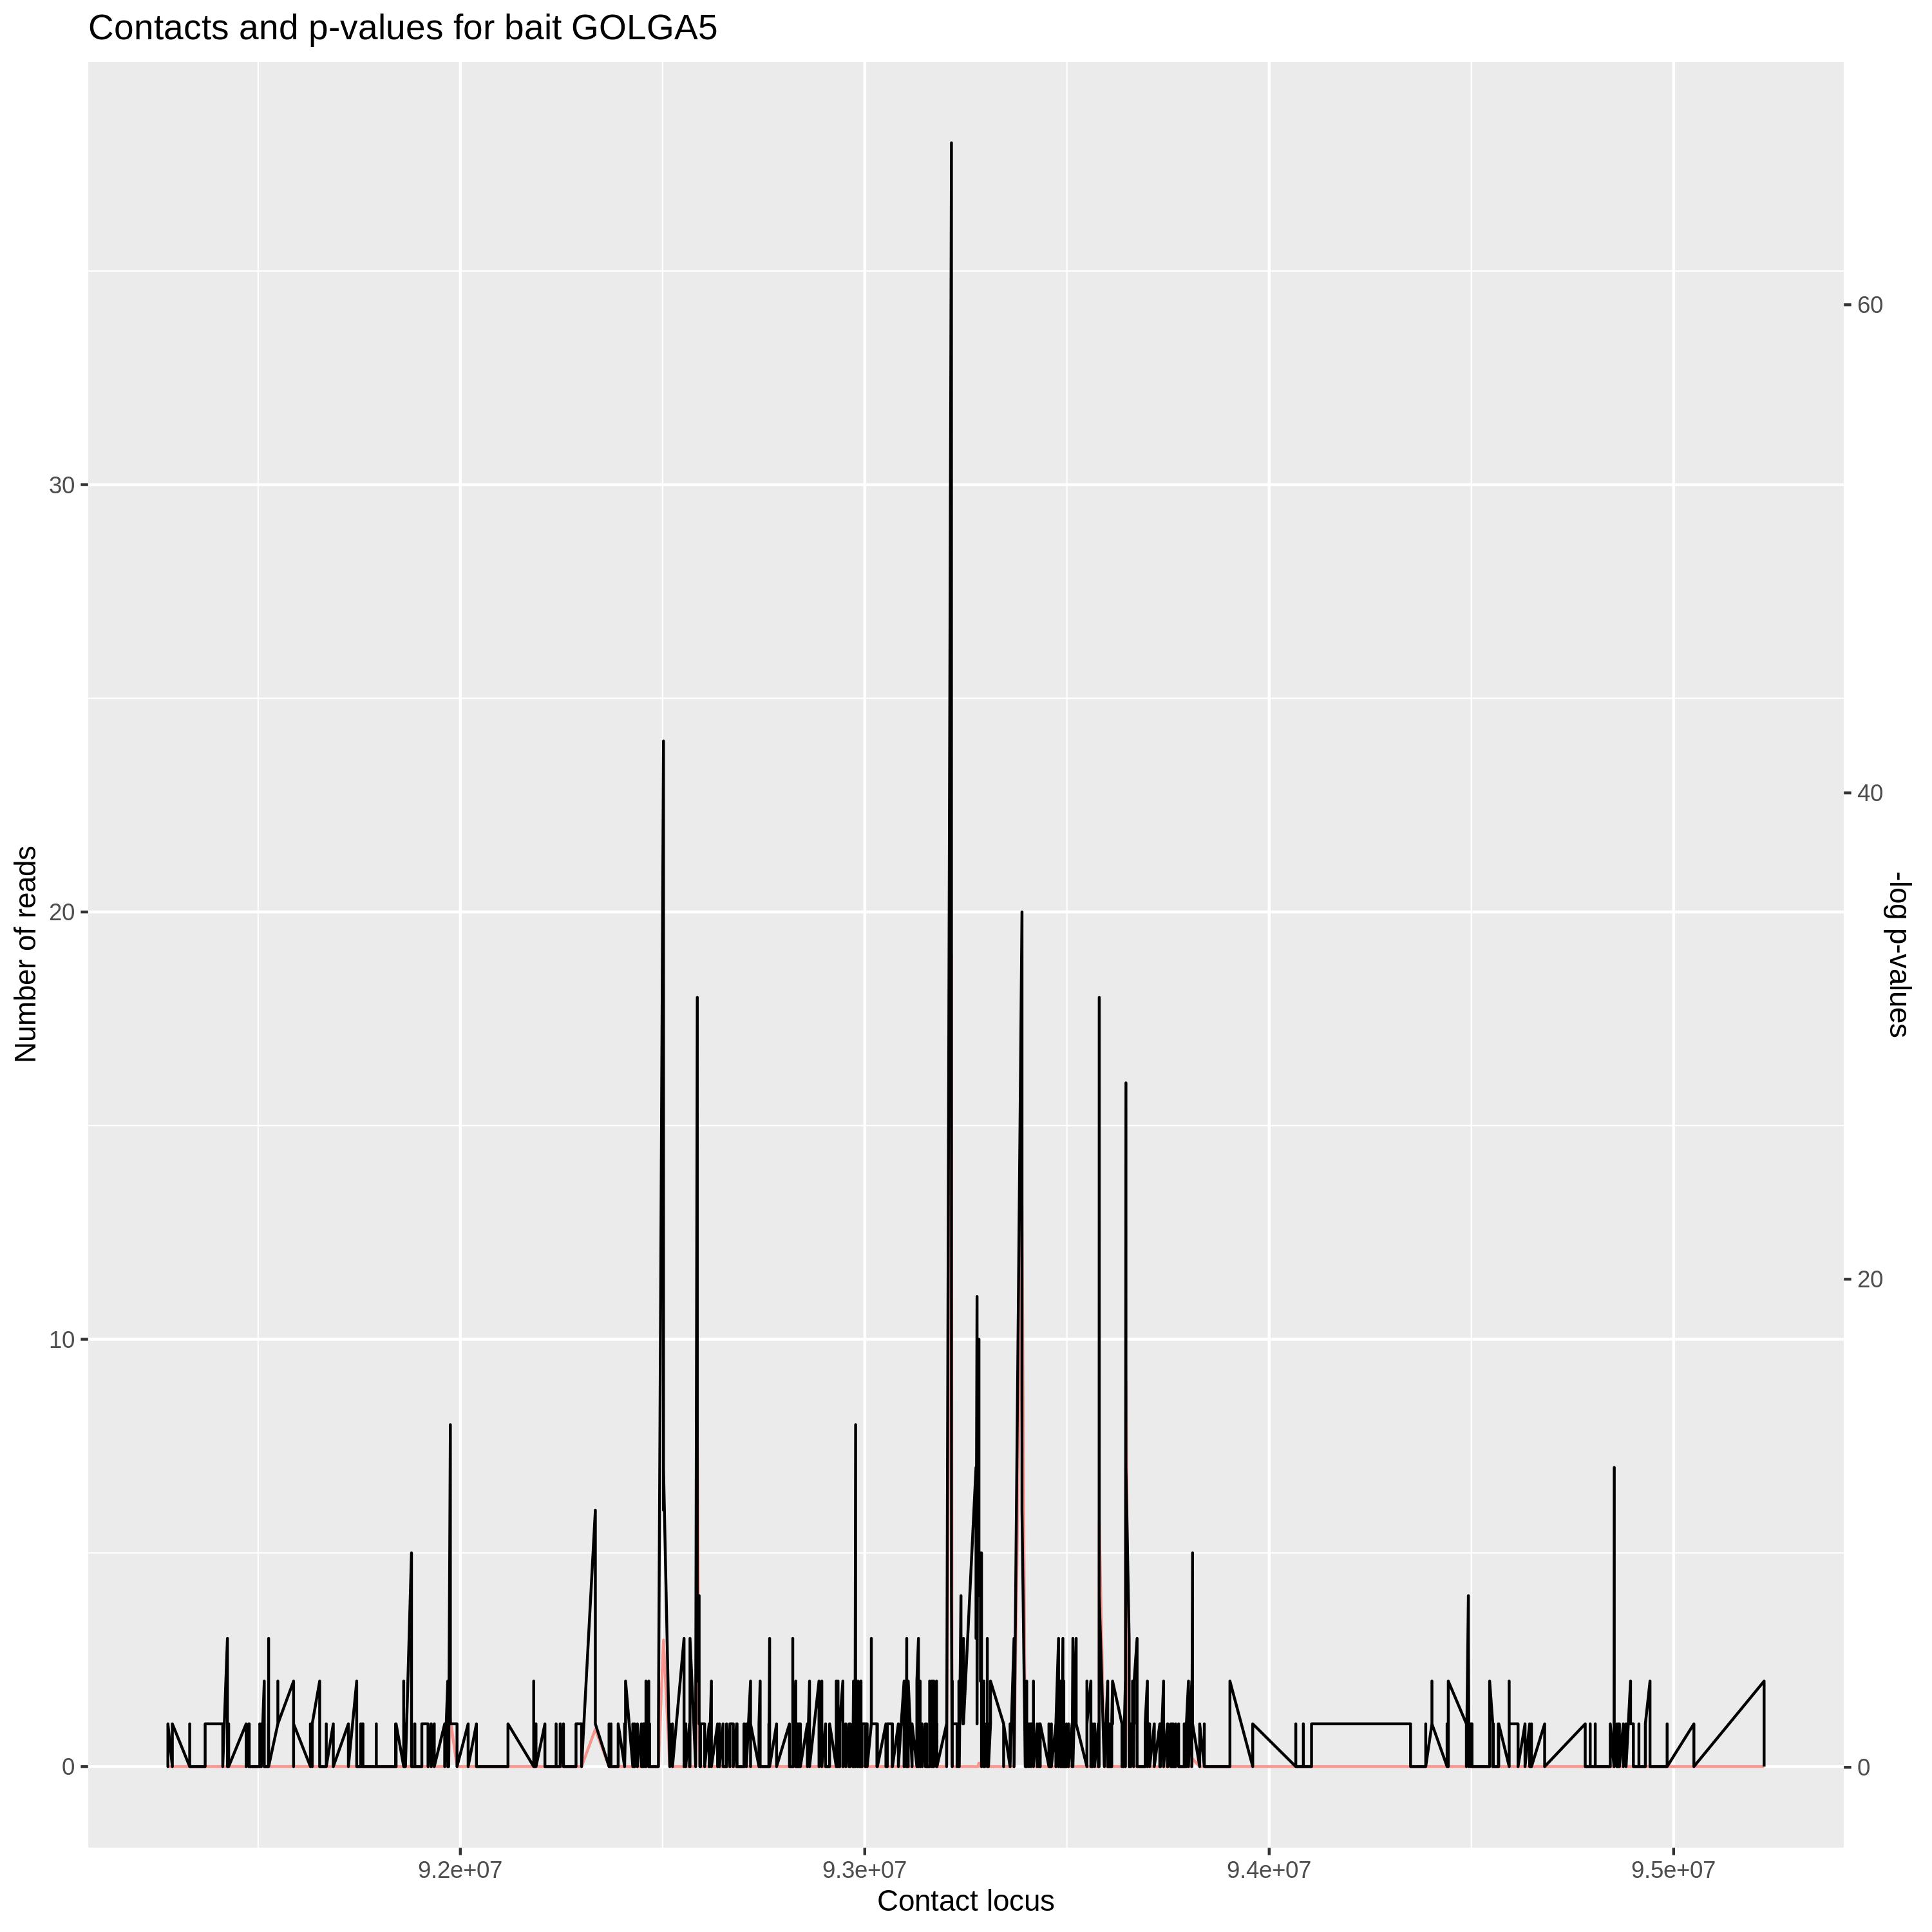 Contacts and p-values for bait GOLGA5
30
20
10
0
60
40
20
0
Number of reads
-log p-values
9.2e+07
9.3e+07
9.4e+07
9.5e+07
Contact locus